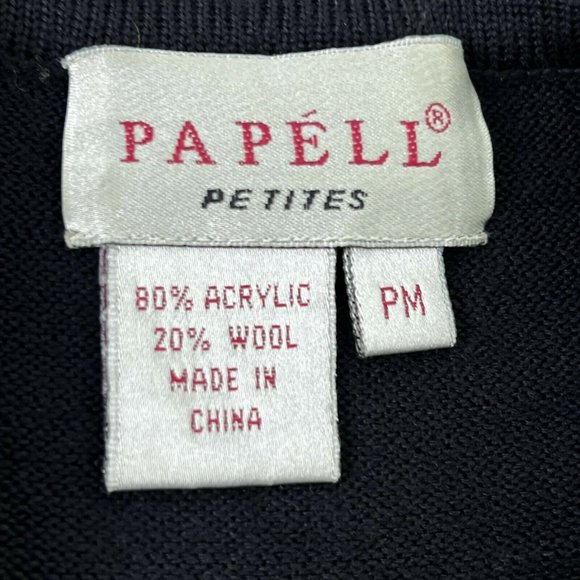 PAPÉLL®
PETITES
80% ACRYLIC
20% WOOL
MADE IN
CHINA
PM